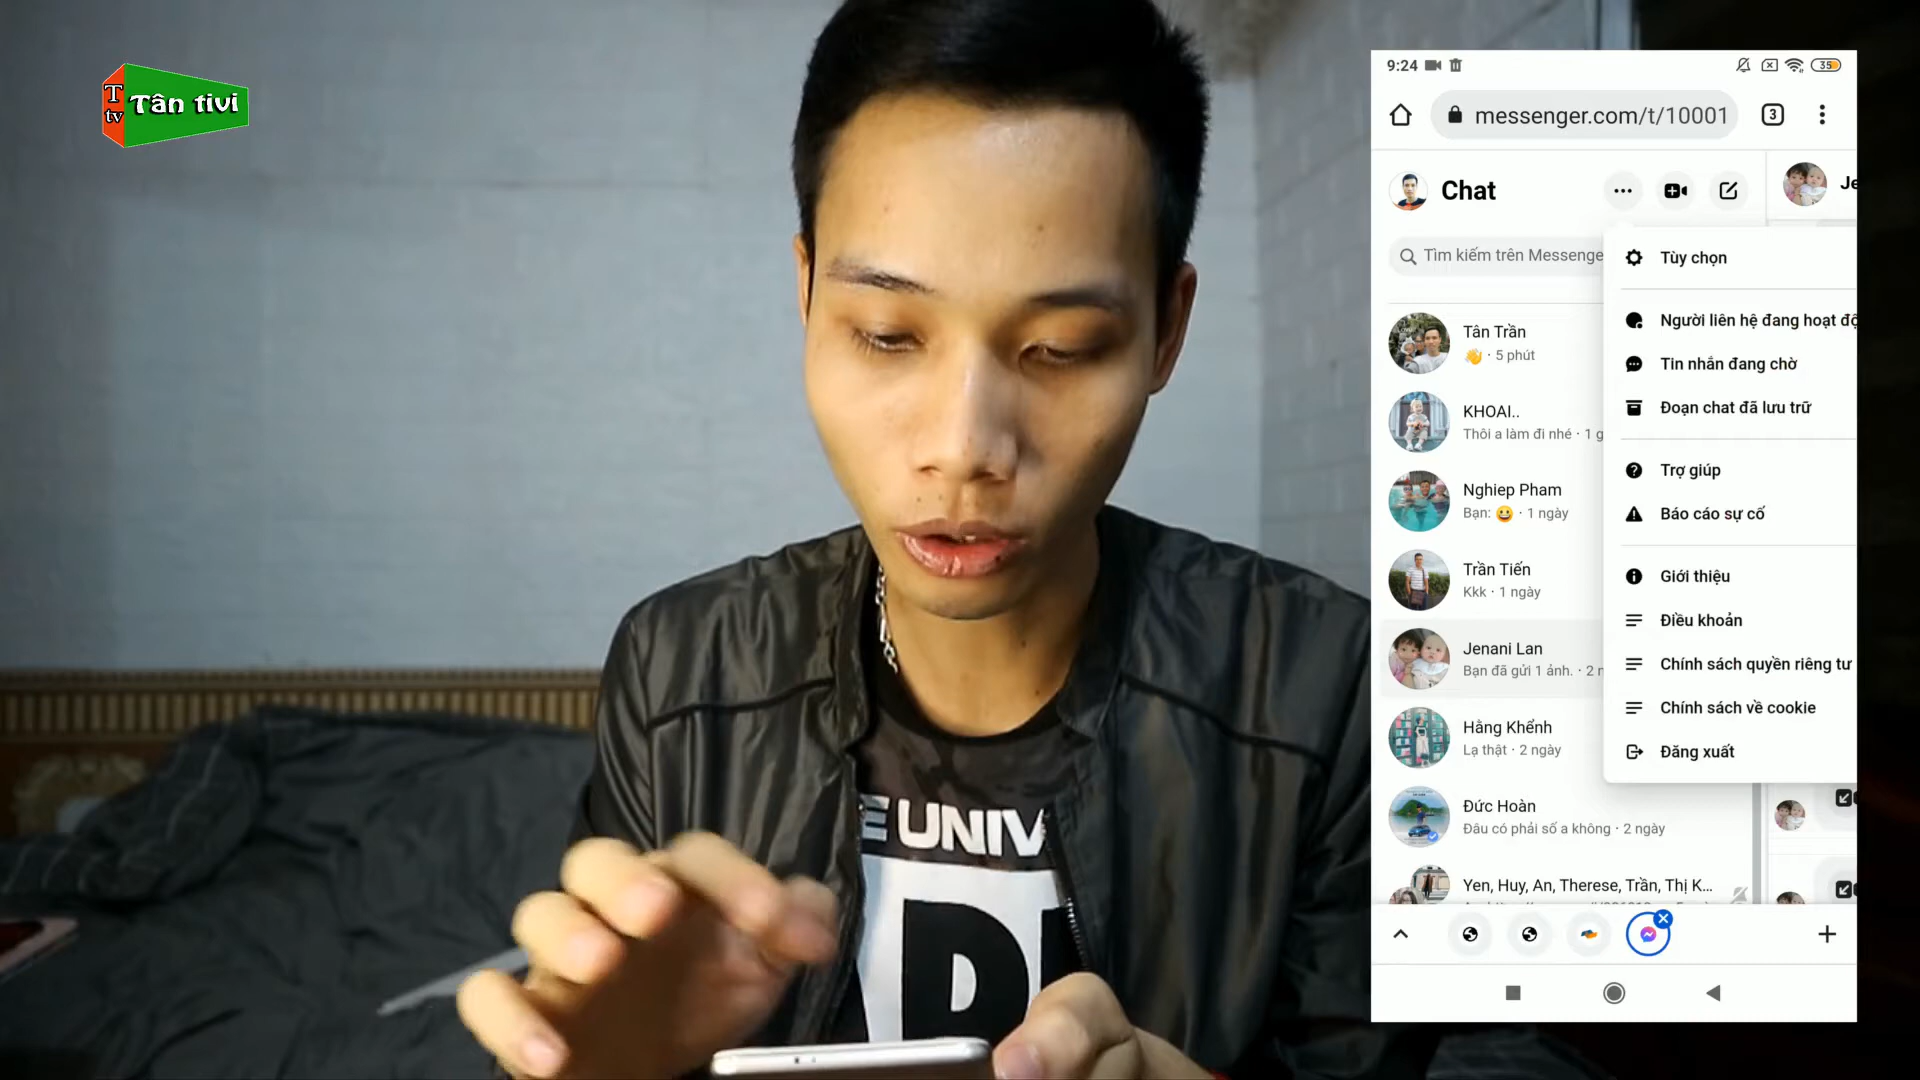 T
tv
Tân tivi
E UNIV
9:24
35
messenger.com/t/10001
3
Chat
Je
Tìm kiếm trên Messenge
Tân Trần
👋 · 5 phút
KHOAI..
Thôi a làm đi nhé · 1 g
Nghiep Pham
Bạn: 😀 · 1 ngày
Trần Tiến
Kkk · 1 ngày
Jenani Lan
Bạn đã gửi 1 ảnh. · 2 n
Hằng Khểnh
Lạ thật · 2 ngày
Đức Hoàn
Đâu có phải số a không · 2 ngày
Yen, Huy, An, Therese, Trần, Thị K...
Tùy chọn
Người liên hệ đang hoạt độ
Tin nhắn đang chờ
Đoạn chat đã lưu trữ
Trợ giúp
Báo cáo sự cố
Giới thiệu
Điều khoản
Chính sách quyền riêng tư
Chính sách về cookie
Đăng xuất